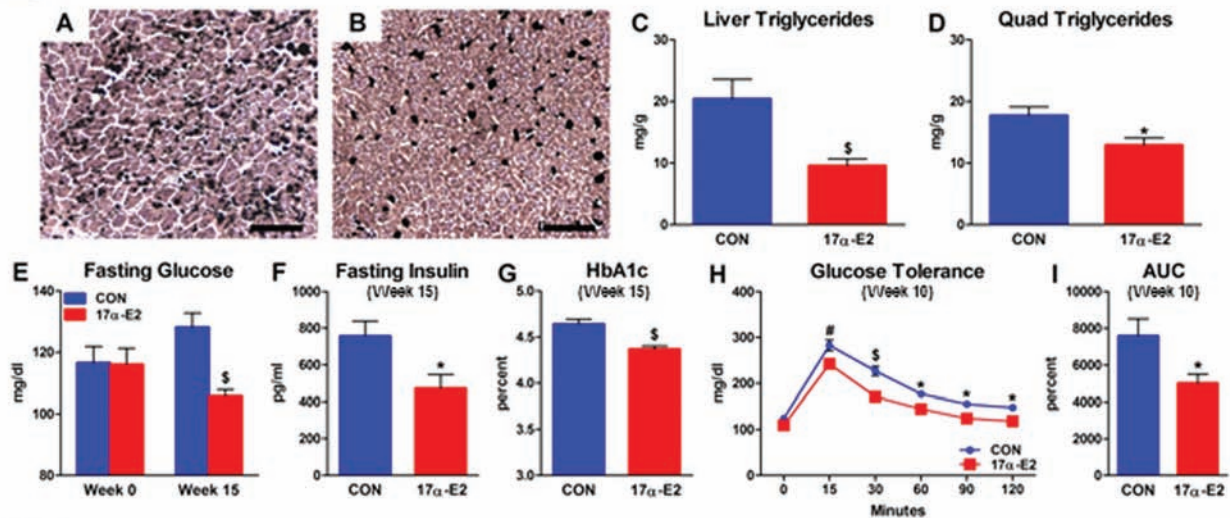 A
B
C
Liver Triglycerides
30
20
10
0
mg/g
CON
17α-E2
$
D
Quad Triglycerides
30
20
10
0
mg/g
CON
17α-E2
*
E
Fasting Glucose
140
120
100
80
mg/dl
CON
17α-E2
$
Week 0
Week 15
F
Fasting Insulin
{Week 15}
1000
800
600
400
200
0
pg/ml
*
CON
17α-E2
G
HbA1c
{Week 15}
5.0
4.5
4.0
3.5
3.0
percent
$
CON
17α-E2
H
Glucose Tolerance
{Week 10}
400
300
200
100
0
mg/dl
#
$
*
*
*
CON
17α-E2
0
15
30
60
90
120
Minutes
I
AUC
{Week 10}
10000
8000
6000
4000
2000
0
percent
*
CON
17α-E2